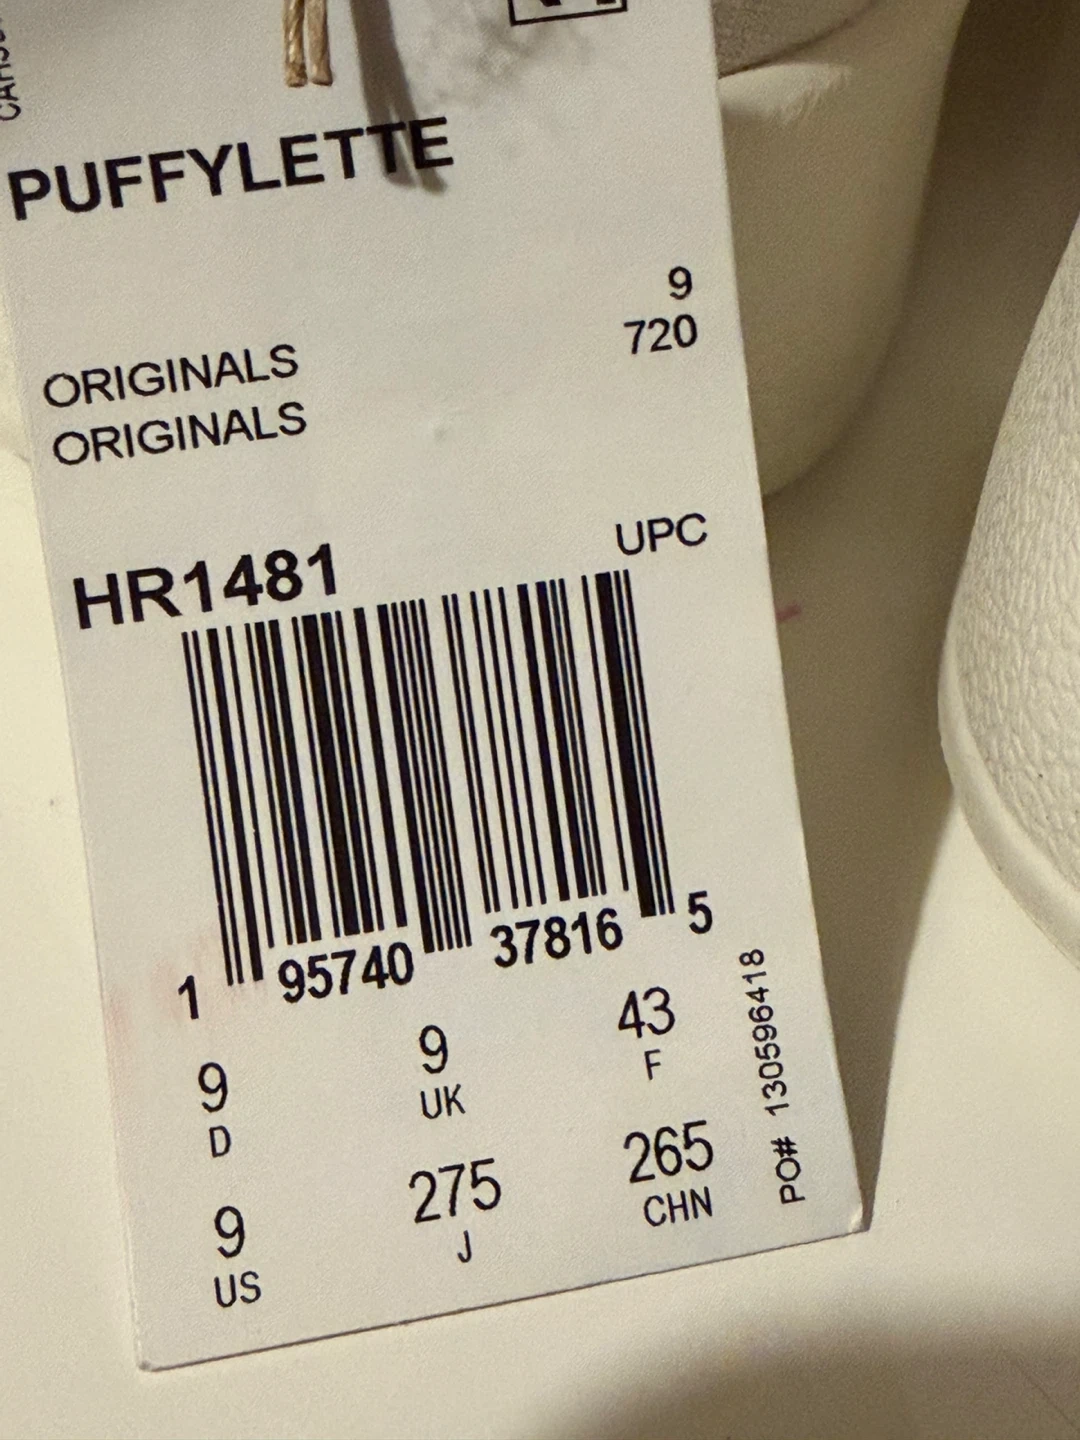 PUFFYLETTE
9
720
ORIGINALS
ORIGINALS
UPC
HR1481
1 95740 37816 5
9 9 43
D UK F
9 275 265
US J CHN
PO# 130596418